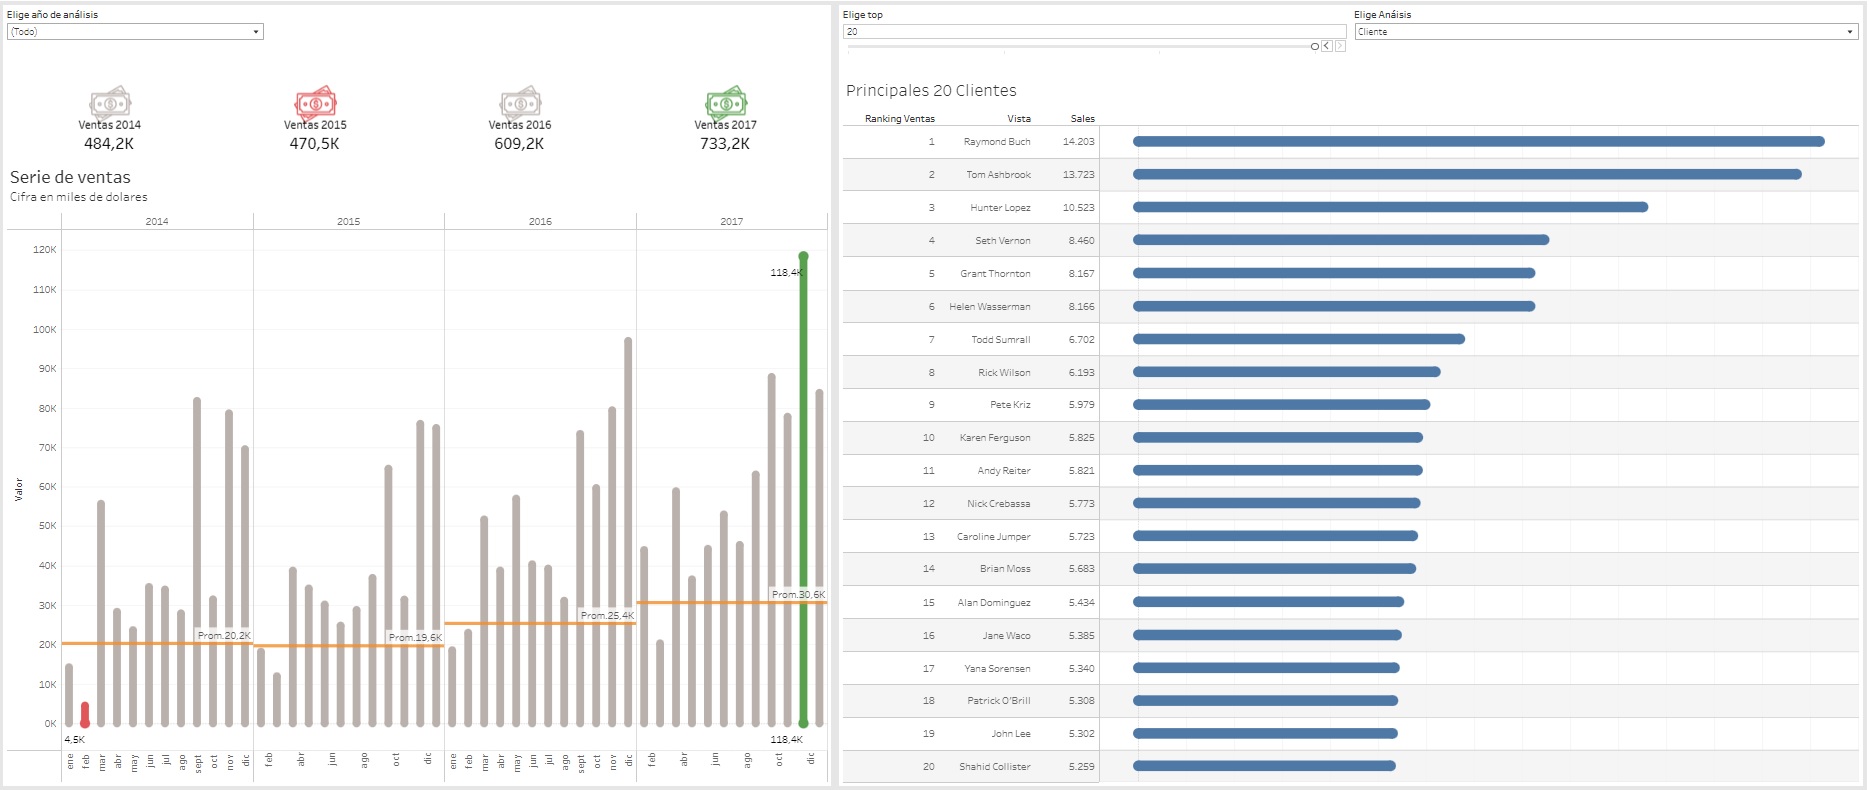 Elige año de análisis
(Todo)
Ventas 2014
484,2K
Ventas 2015
470,5K
Ventas 2016
609,2K
Ventas 2017
733,2K
Serie de ventas
Cifra en miles de dolares
2014 2015 2016 2017
120K
110K
100K
90K
80K
70K
60K
50K
40K
30K
20K
10K
0K
Valor
118,4K
Prom.20,2K
Prom.19,6K
Prom.25,4K
Prom.30,6K
4,5K
118,4K
ene feb mar abr may jun jul ago sept oct nov dic
feb abr jun ago oct dic
ene feb mar abr may jun jul ago sept oct nov dic
feb abr jun ago oct dic
Elige top
20
Elige Anáisis
Cliente
Principales 20 Clientes
Ranking Ventas Vista Sales
1 Raymond Buch 14.203
2 Tom Ashbrook 13.723
3 Hunter Lopez 10.523
4 Seth Vernon 8.460
5 Grant Thornton 8.167
6 Helen Wasserman 8.166
7 Todd Sumrall 6.702
8 Rick Wilson 6.193
9 Pete Kriz 5.979
10 Karen Ferguson 5.825
11 Andy Reiter 5.821
12 Nick Crebassa 5.773
13 Caroline Jumper 5.723
14 Brian Moss 5.683
15 Alan Dominguez 5.434
16 Jane Waco 5.385
17 Yana Sorensen 5.340
18 Patrick O'Brill 5.308
19 John Lee 5.302
20 Shahid Collister 5.259